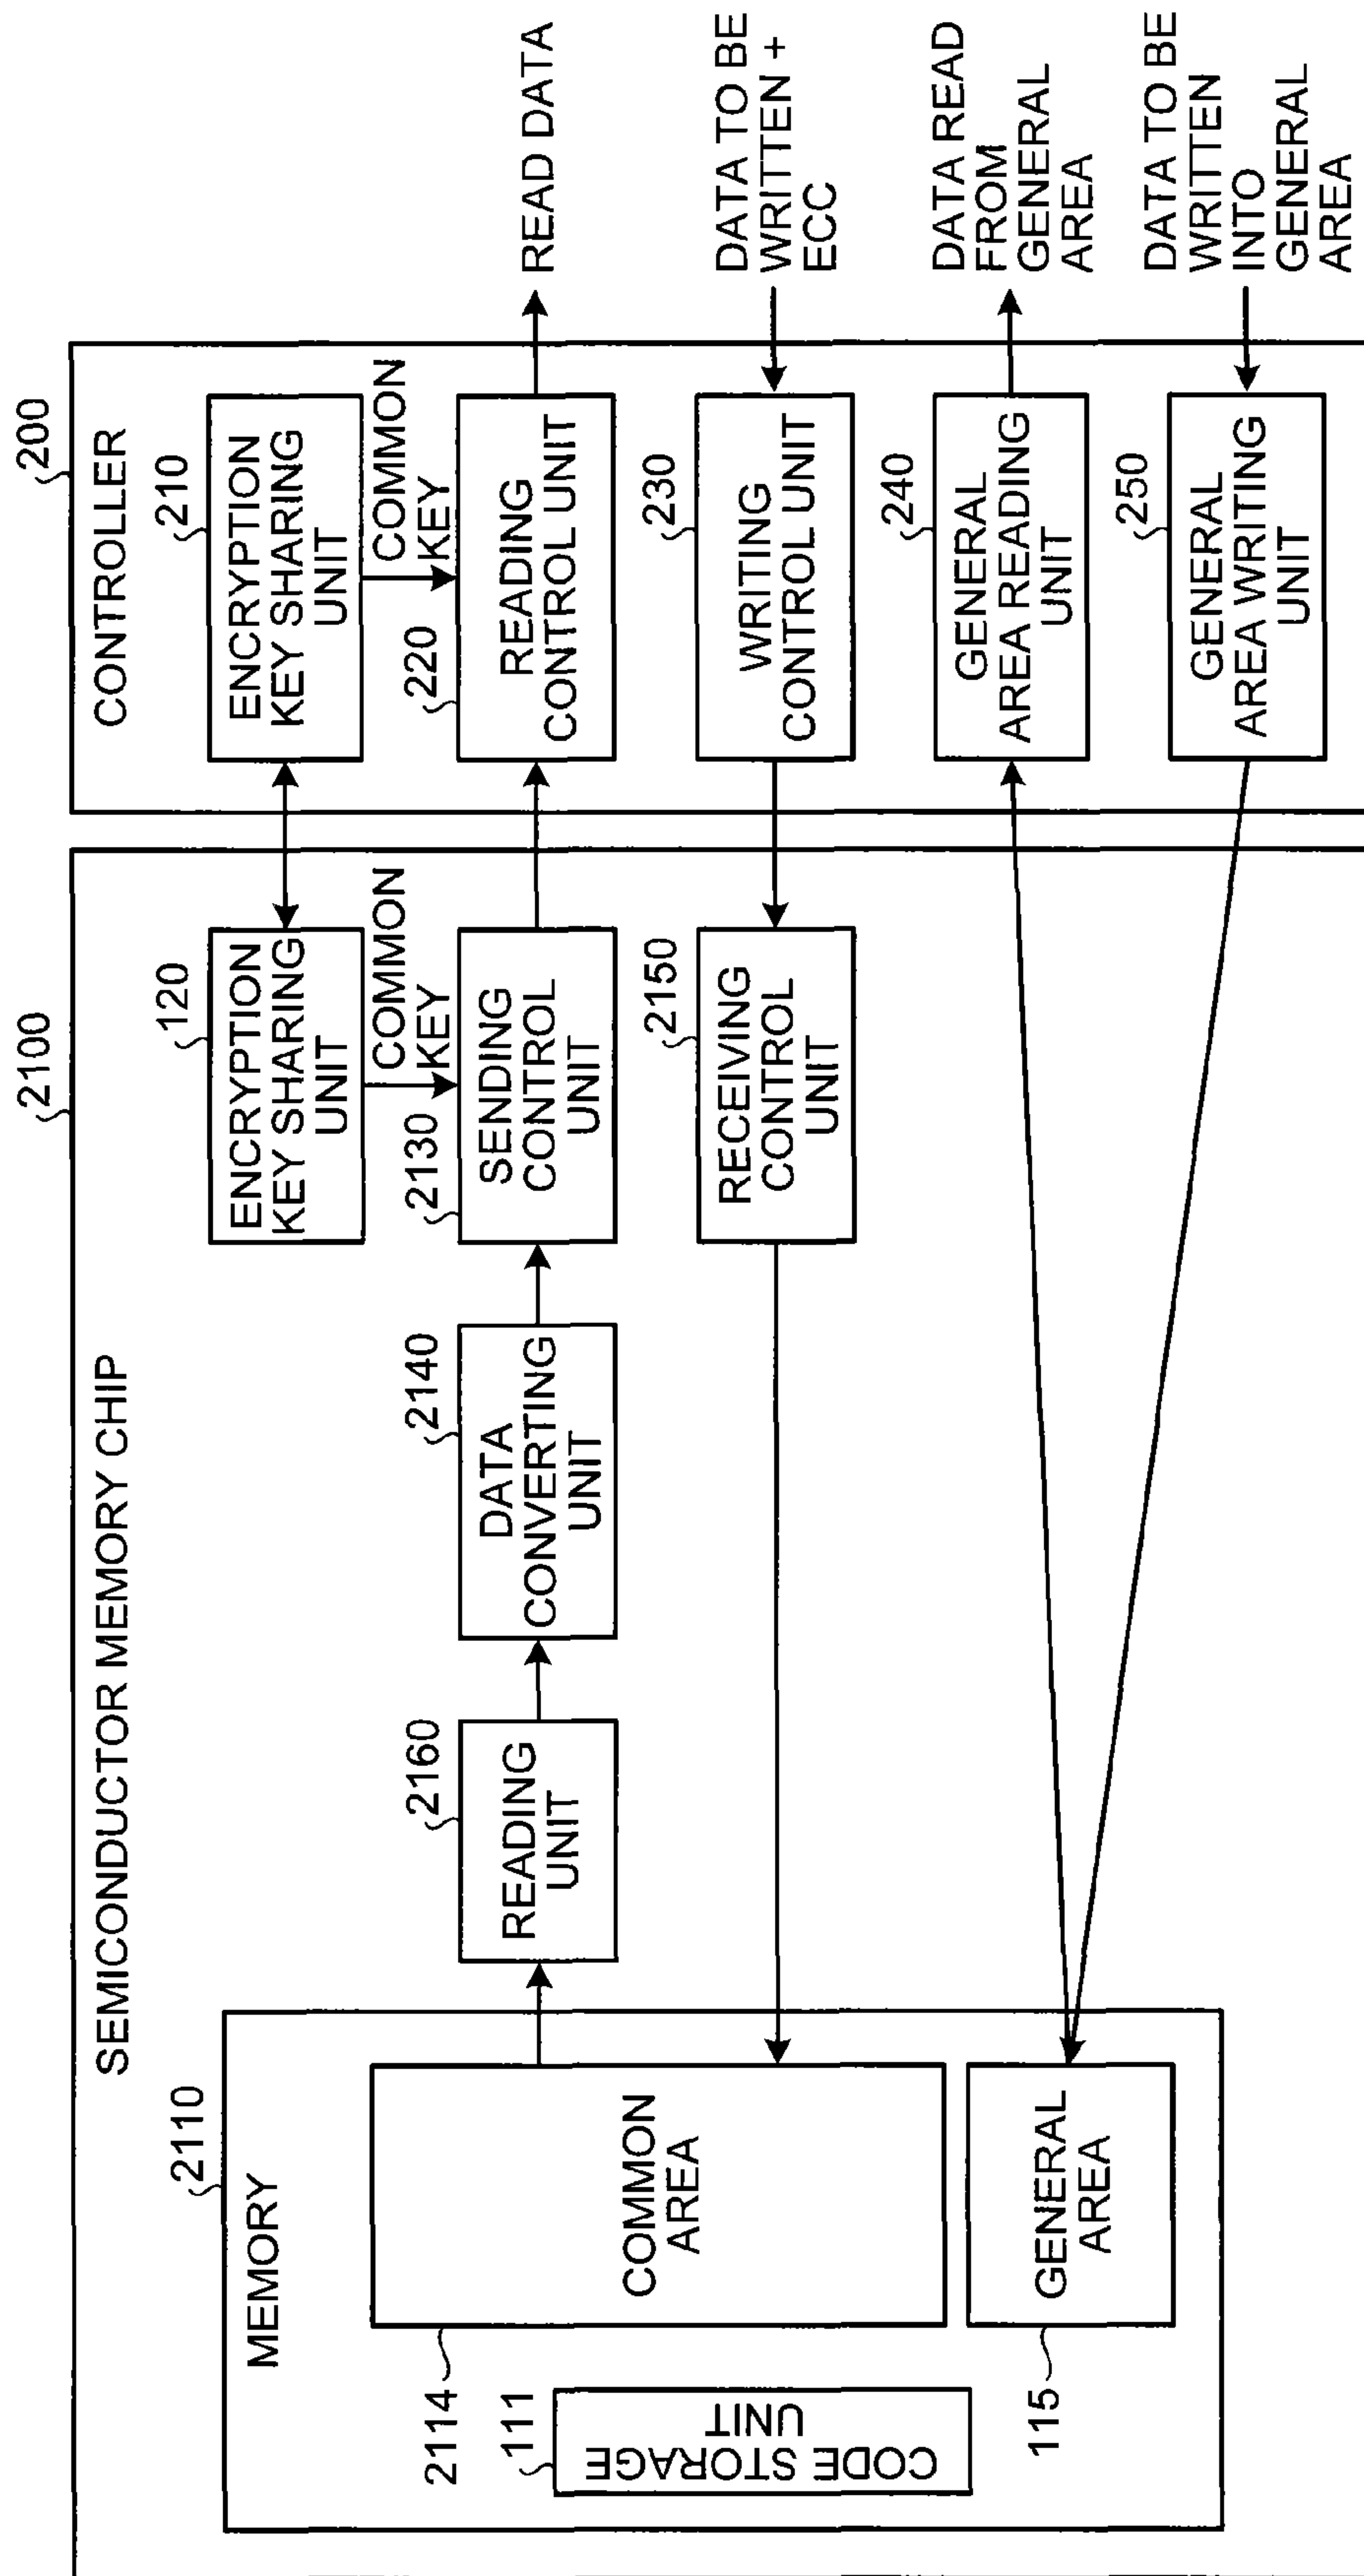 2100
SEMICONDUCTOR MEMORY CHIP
2110
MEMORY
2114
COMMON
AREA
111
CODE STORAGE
UNIT
115
GENERAL
AREA
2160
READING
UNIT
2140
DATA
CONVERTING
UNIT
120
ENCRYPTION
KEY SHARING
UNIT
COMMON
KEY
2130
SENDING
CONTROL
UNIT
2150
RECEIVING
CONTROL
UNIT
200
CONTROLLER
210
ENCRYPTION
KEY SHARING
UNIT
COMMON
KEY
220
READING
CONTROL UNIT
230
WRITING
CONTROL UNIT
240
GENERAL
AREA READING
UNIT
250
GENERAL
AREA WRITING
UNIT
READ DATA
DATA TO BE
WRITTEN +
ECC
DATA READ
FROM
GENERAL
AREA
DATA TO BE
WRITTEN
INTO
GENERAL
AREA